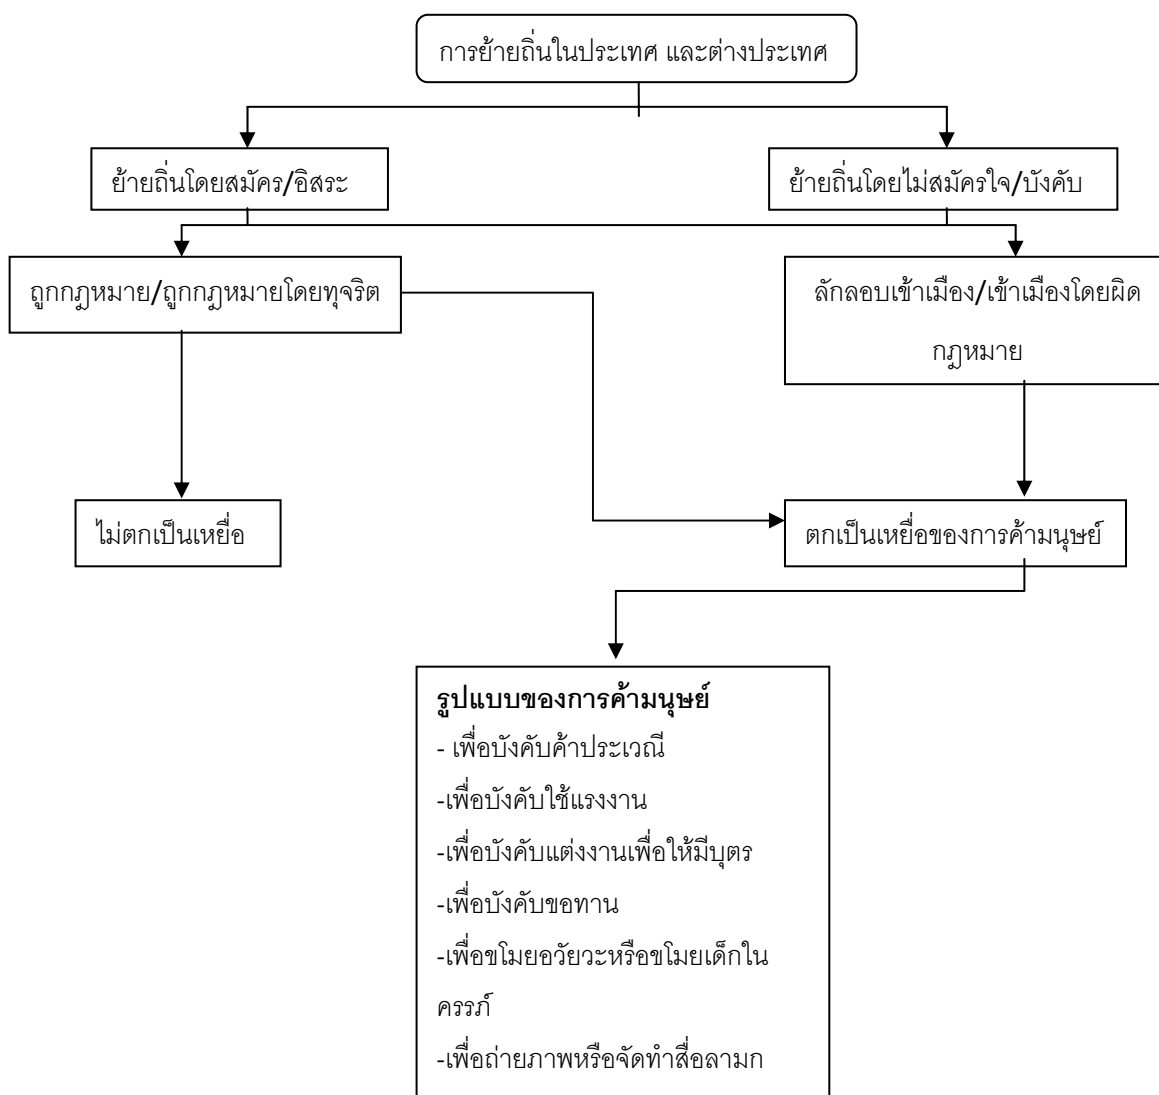 การย้ายถิ่นในประเทศ และต่างประเทศ
ย้ายถิ่นโดยสมัคร/อิสระ
ย้ายถิ่นโดยไม่สมัครใจ/บังคับ
ถูกกฎหมาย/ถูกกฎหมายโดยทุจริต
ลักลอบเข้าเมือง/เข้าเมืองโดยผิด
กฎหมาย
ไม่ตกเป็นเหยื่อ
ตกเป็นเหยื่อของการค้ามนุษย์
รูปแบบของการค้ามนุษย์
- เพื่อบังคับค้าประเวณี
-เพื่อบังคับใช้แรงงาน
-เพื่อบังคับแต่งงานเพื่อให้มีบุตร
-เพื่อบังคับขอทาน
-เพื่อขโมยอวัยวะหรือขโมยเด็กใน
ครรภ์
-เพื่อถ่ายภาพหรือจัดทำสื่อลามก